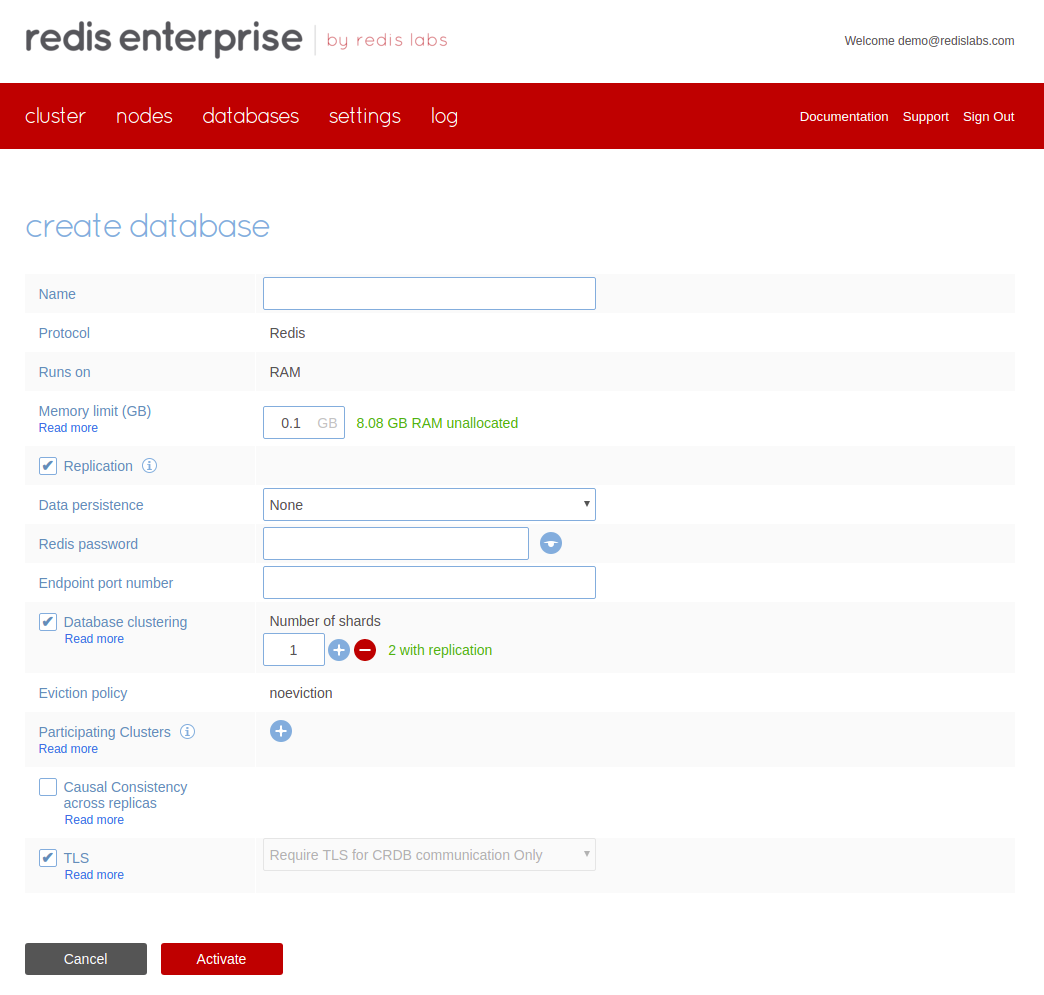 redis enterprise by redis labs
Welcome demo@redislabs.com
cluster nodes databases settings log Documentation Support Sign Out
create database
Name
Protocol Redis
Runs on RAM
Memory limit (GB)
Read more
0.1 GB 8.08 GB RAM unallocated
Replication
Data persistence None
Redis password
Endpoint port number
Database clustering Number of shards
Read more
1 2 with replication
Eviction policy noeviction
Participating Clusters
Read more
Causal Consistency
across replicas
Read more
TLS Require TLS for CRDB communication Only
Read more
Cancel Activate